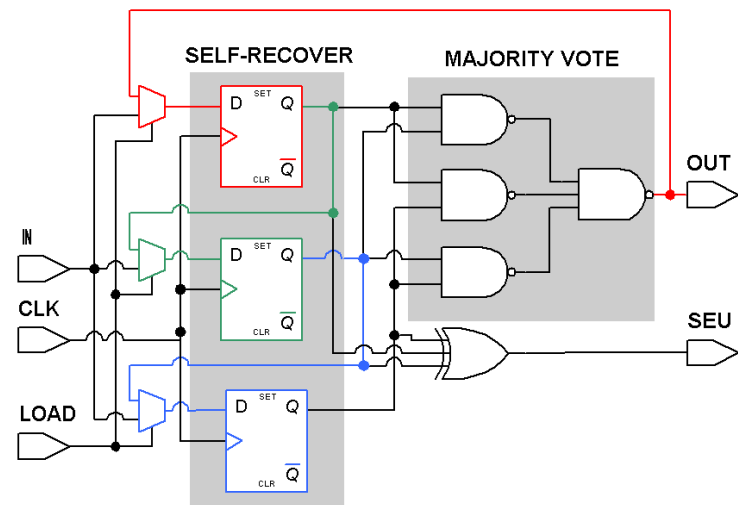 SELF-RECOVER
MAJORITY VOTE
SET
D Q
Q
CLR
OUT
IN
SET
D Q
Q
CLR
CLK
SEU
SET
D Q
Q
CLR
LOAD